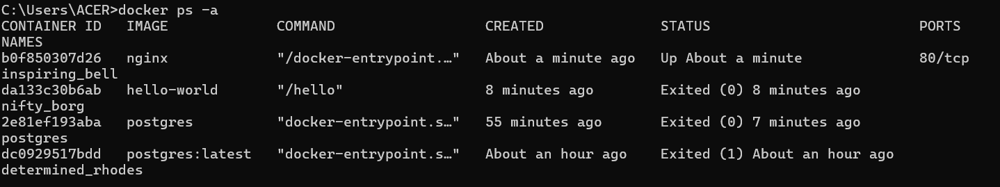 C:\Users\ACER>docker ps -a
CONTAINER ID   IMAGE             COMMAND                  CREATED              STATUS                         PORTS
NAMES
b0f850307d26   nginx             "/docker-entrypoint.…"   About a minute ago   Up About a minute              80/tcp
inspiring_bell
da133c30b6ab   hello-world       "/hello"                 8 minutes ago        Exited (0) 8 minutes ago
nifty_borg
2e81ef193aba   postgres          "docker-entrypoint.s…"   55 minutes ago       Exited (0) 7 minutes ago
postgres
dc0929517bdd   postgres:latest   "docker-entrypoint.s…"   About an hour ago    Exited (1) About an hour ago
determined_rhodes